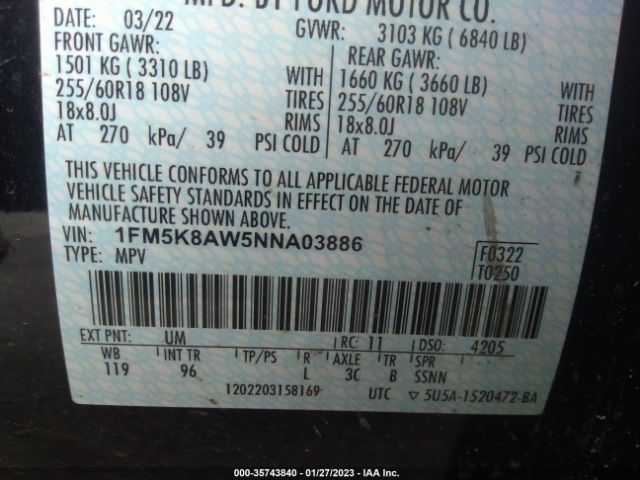 MFD. BY FORD MOTOR CO.
DATE: 03/22 GVWR: 3103 KG ( 6840 LB)
FRONT GAWR: REAR GAWR:
1501 KG ( 3310 LB) WITH 1660 KG ( 3660 LB) WITH
255/60R18 108V TIRES 255/60R18 108V TIRES
18x8.0J RIMS 18x8.0J RIMS
AT 270 kPa/ 39 PSI COLD AT 270 kPa/ 39 PSI COLD
THIS VEHICLE CONFORMS TO ALL APPLICABLE FEDERAL MOTOR
VEHICLE SAFETY STANDARDS IN EFFECT ON THE DATE OF
MANUFACTURE SHOWN ABOVE.
VIN: 1FM5K8AW5NNA03886 F0322
TYPE: MPV T0250
EXT PNT: UM RC: 11 DSO: 4205
WB INT TR TP/PS R AXLE TR SPR
119 96 L 3C B SSNN
1202203158169 UTC ▽ 5U5A-1520472-BA
000-35743840 - 01/27/2023 - IAA Inc.